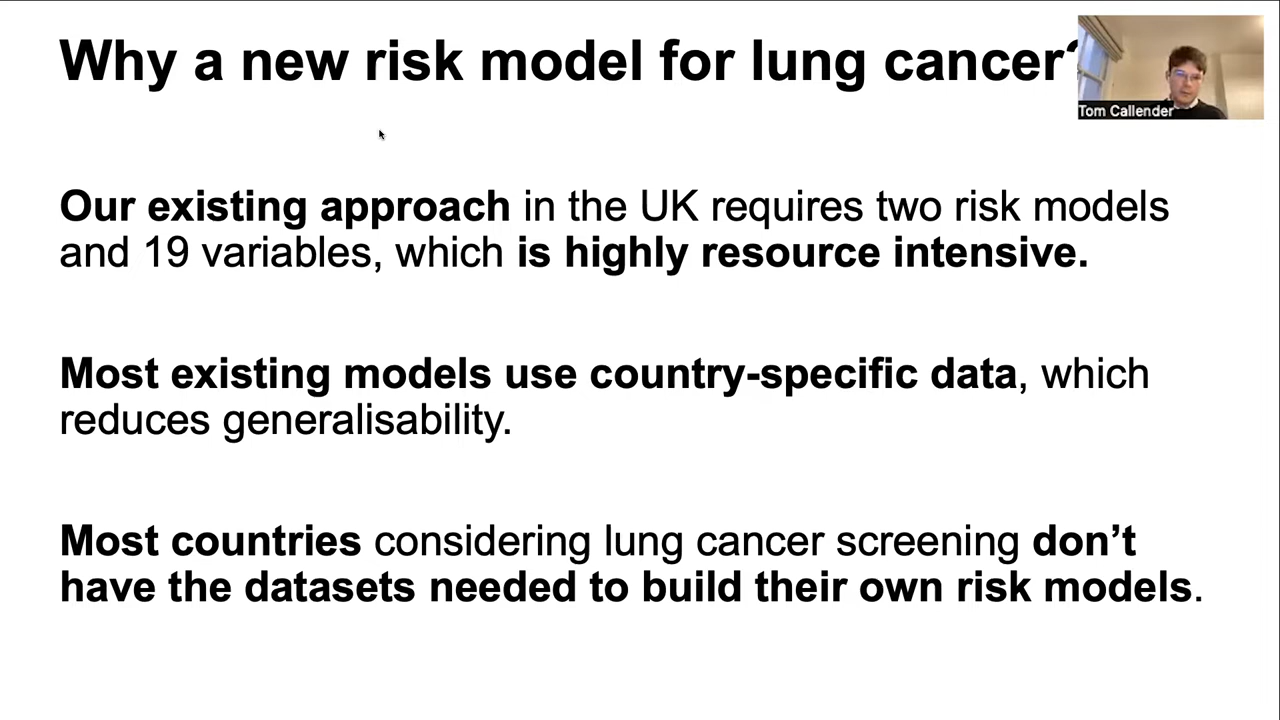 Why a new risk model for lung cancer?
Tom Callender
Our existing approach in the UK requires two risk models
and 19 variables, which is highly resource intensive.
Most existing models use country-specific data, which
reduces generalisability.
Most countries considering lung cancer screening don’t
have the datasets needed to build their own risk models.